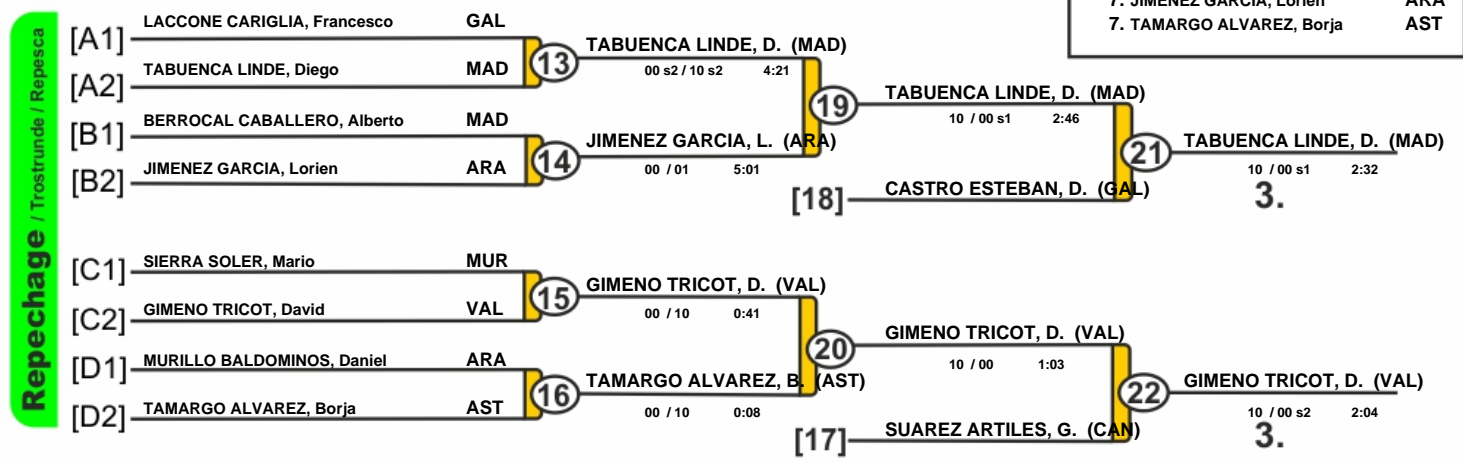 7. JIMENEZ GARCIA, Lorien ARA
7. TAMARGO ALVAREZ, Borja AST
Repechage / Trostrunde / Repesca
[A1] LACCONE CARIGLIA, Francesco GAL
[A2] TABUENCA LINDE, Diego MAD
13
TABUENCA LINDE, D. (MAD)
00 s2 / 10 s2 4:21
[B1] BERROCAL CABALLERO, Alberto MAD
[B2] JIMENEZ GARCIA, Lorien ARA
14
JIMENEZ GARCIA, L. (ARA)
00 / 01 5:01
19
TABUENCA LINDE, D. (MAD)
10 / 00 s1 2:46
[18] CASTRO ESTEBAN, D. (GAL)
21
TABUENCA LINDE, D. (MAD)
10 / 00 s1 2:32
3.
[C1] SIERRA SOLER, Mario MUR
[C2] GIMENO TRICOT, David VAL
15
GIMENO TRICOT, D. (VAL)
00 / 10 0:41
[D1] MURILLO BALDOMINOS, Daniel ARA
[D2] TAMARGO ALVAREZ, Borja AST
16
TAMARGO ALVAREZ, B. (AST)
00 / 10 0:08
20
GIMENO TRICOT, D. (VAL)
10 / 00 1:03
[17] SUAREZ ARTILES, G. (CAN)
22
GIMENO TRICOT, D. (VAL)
10 / 00 s2 2:04
3.